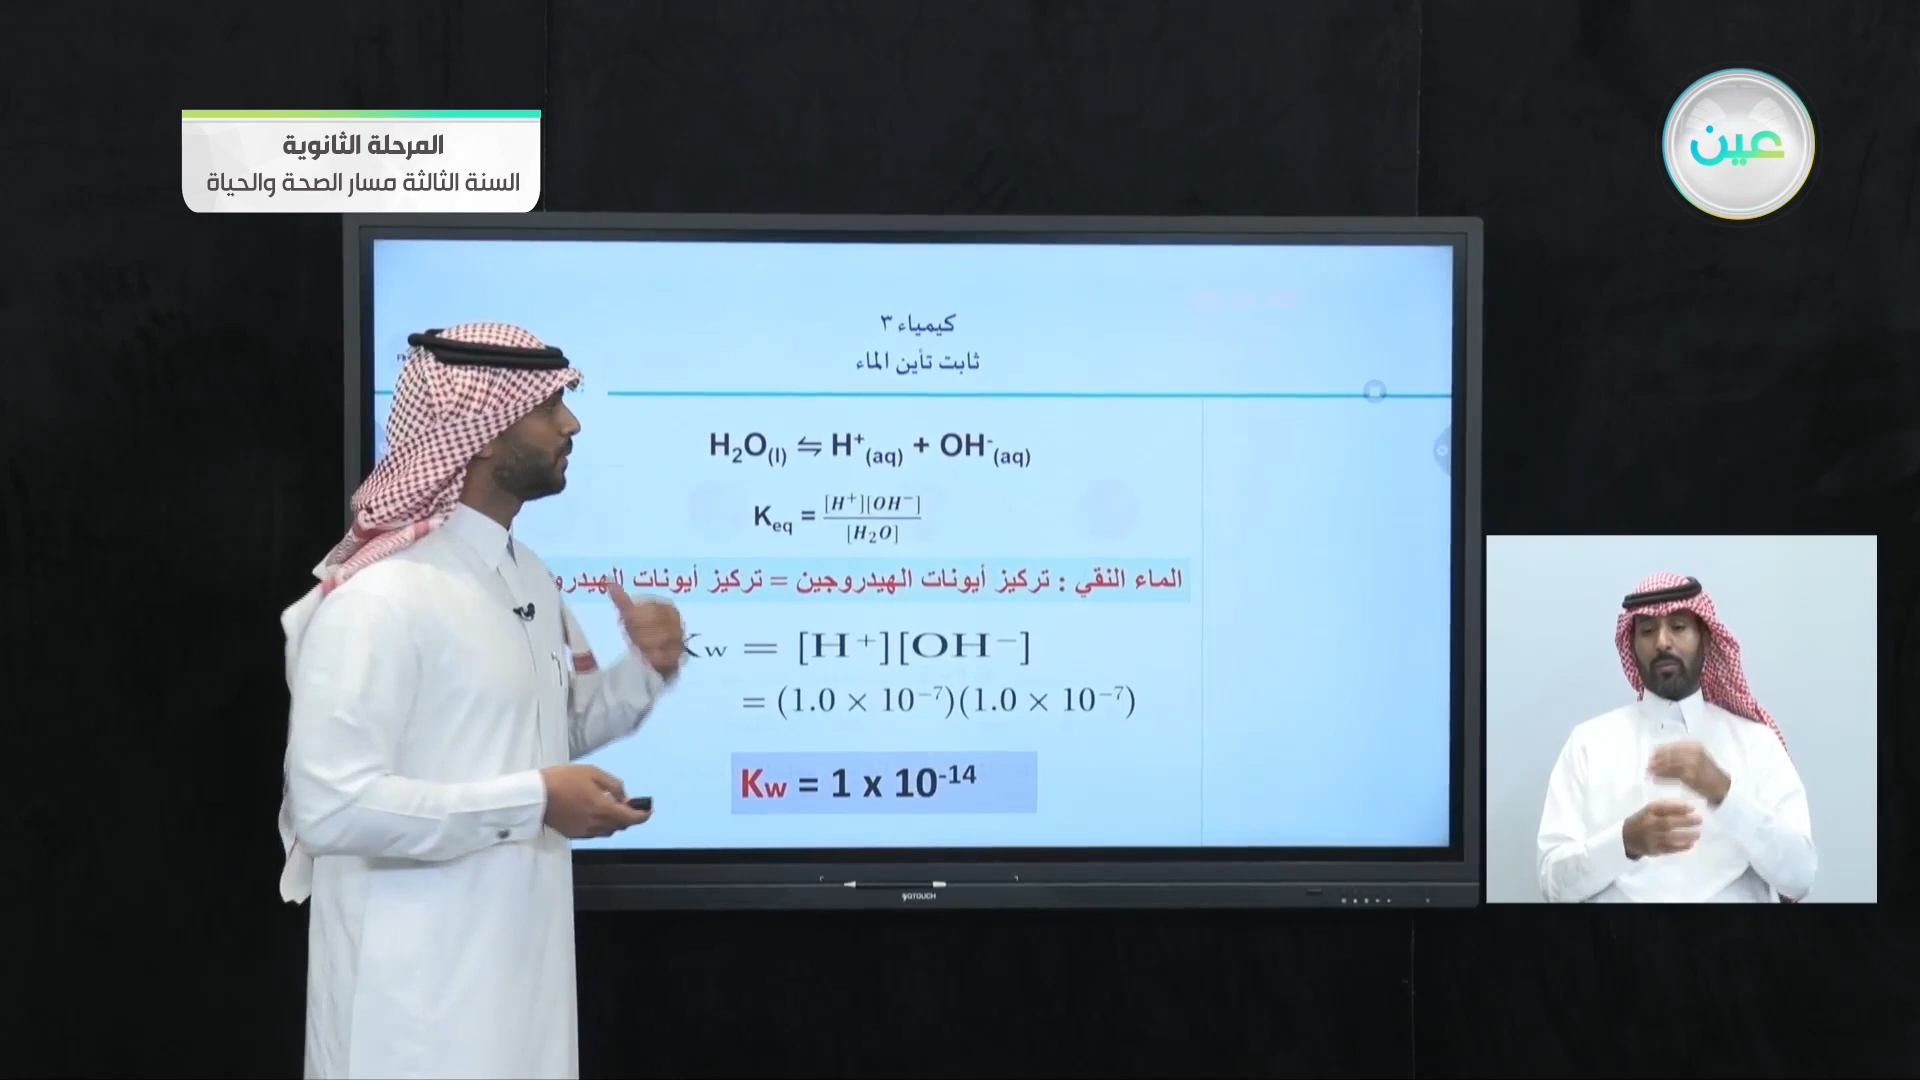 المرحلة الثانوية
السنة الثالثة مسار الصحة والحياة
عين
كيمياء ٣
ثابت تأين الماء
H₂O(l) ⇋ H⁺(aq) + OH⁻(aq)
Keq = [H⁺][OH⁻] / [H₂O]
الماء النقي : تركيز أيونات الهيدروجين = تركيز أيونات
Kw = [H⁺][OH⁻]
= (1.0 × 10⁻⁷)(1.0 × 10⁻⁷)
Kw = 1 x 10⁻¹⁴